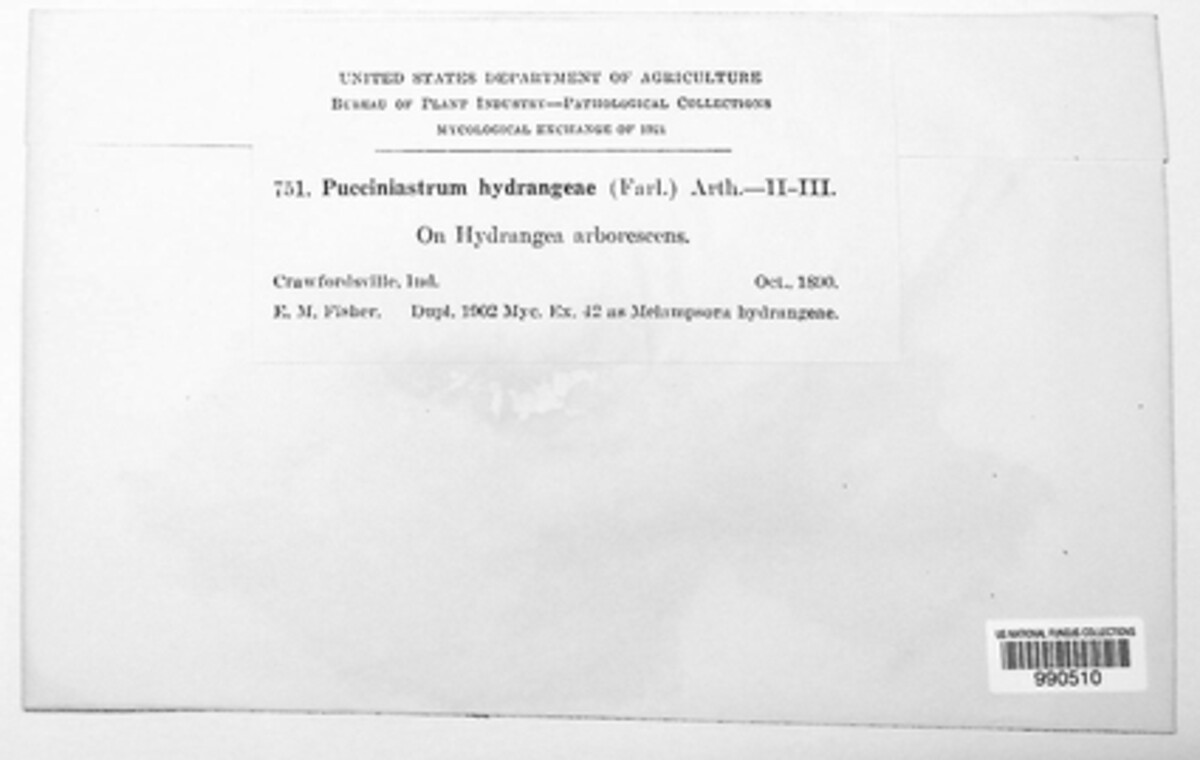 UNITED STATES DEPARTMENT OF AGRICULTURE
BUREAU OF PLANT INDUSTRY—PATHOLOGICAL COLLECTIONS
MYCOLOGICAL EXCHANGE OF
751. Pucciniastrum hydrangeae (Farl.) Arth.—II–III.
On Hydrangea arborescens.
Crawfordsville, Ind. Oct., 1890.
E. M. Fisher. Dupl. 1902 Myc. Ex. 42 as Melampsora hydrangeae.
US NATIONAL FUNGUS COLLECTIONS
990510